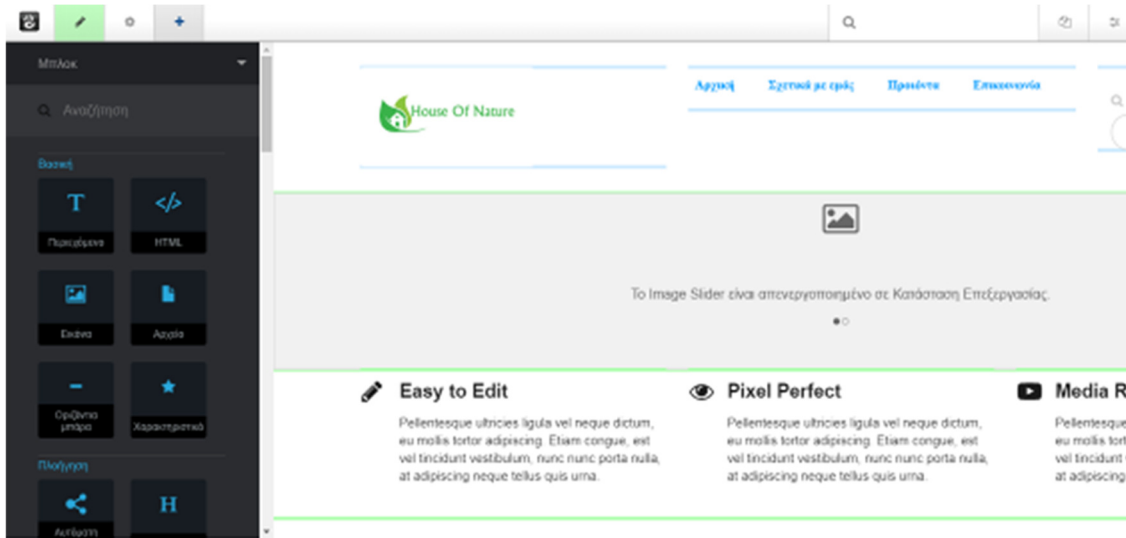 Μπλοκ
Αναζήτηση
Βασική
T
</>
Περιεχόμενο
HTML
Εικόνα
Αρχείο
Οριζόντια
μπάρα
Χαρακτηριστικά
Πλοήγηση
H
Αυτόματη
House Of Nature
Αρχική Σχετικά με εμάς Προιόντα Επικοινωνία
Το Image Slider είναι απενεργοποιημένο σε Κατάσταση Επεξεργασίας.
Easy to Edit
Pellentesque ultricies ligula vel neque dictum,
eu mollis tortor adipiscing. Etiam congue, est
vel tincidunt vestibulum, nunc nunc porta nulla,
at adipiscing neque tellus quis urna.
Pixel Perfect
Pellentesque ultricies ligula vel neque dictum,
eu mollis tortor adipiscing. Etiam congue, est
vel tincidunt vestibulum, nunc nunc porta nulla,
at adipiscing neque tellus quis urna.
Media R
Pellentesque
eu mollis tort
vel tincidunt
at adipiscing